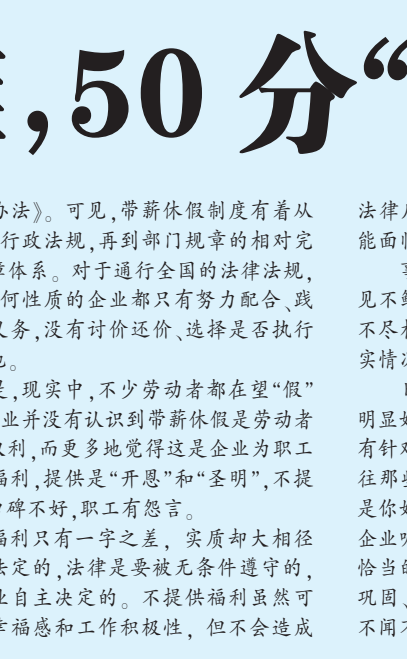 ,50 分“
办法》。可见,带薪休假制度有着从
行政法规,再到部门规章的相对完
体系。对于通行全国的法律法规,
何性质的企业都只有努力配合、践
义务,没有讨价还价、选择是否执行
地。
是,现实中,不少劳动者都在望“假”
业并没有认识到带薪休假是劳动者
权利,而更多地觉得这是企业为职工
福利,提供是“开恩”和“圣明”,不提
碑不好,职工有怨言。
福利只有一字之差，实质却大相径
法定的,法律是要被无条件遵守的,
业自主决定的。不提供福利虽然可
幸福感和工作积极性，但不会造成
法律
能面
见不
不尽
实情
明显
有针
往那些
是你
企业
恰当的
巩固、
不闻不